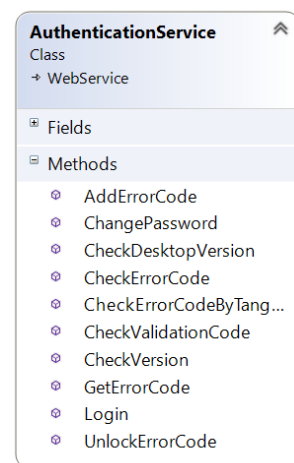 AuthenticationService
Class
WebService
Fields
Methods
AddErrorCode
ChangePassword
CheckDesktopVersion
CheckErrorCode
CheckErrorCodeByTang...
CheckValidationCode
CheckVersion
GetErrorCode
Login
UnlockErrorCode